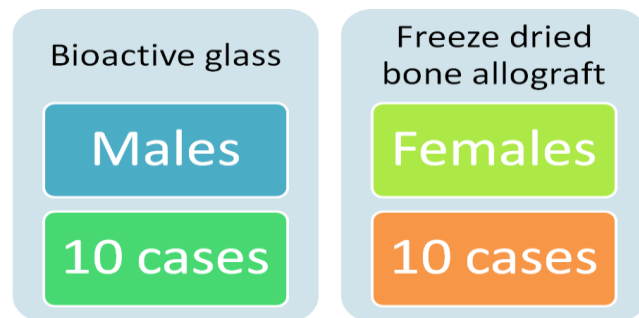 Bioactive glass
Males
10 cases
Freeze dried
bone allograft
Females
10 cases